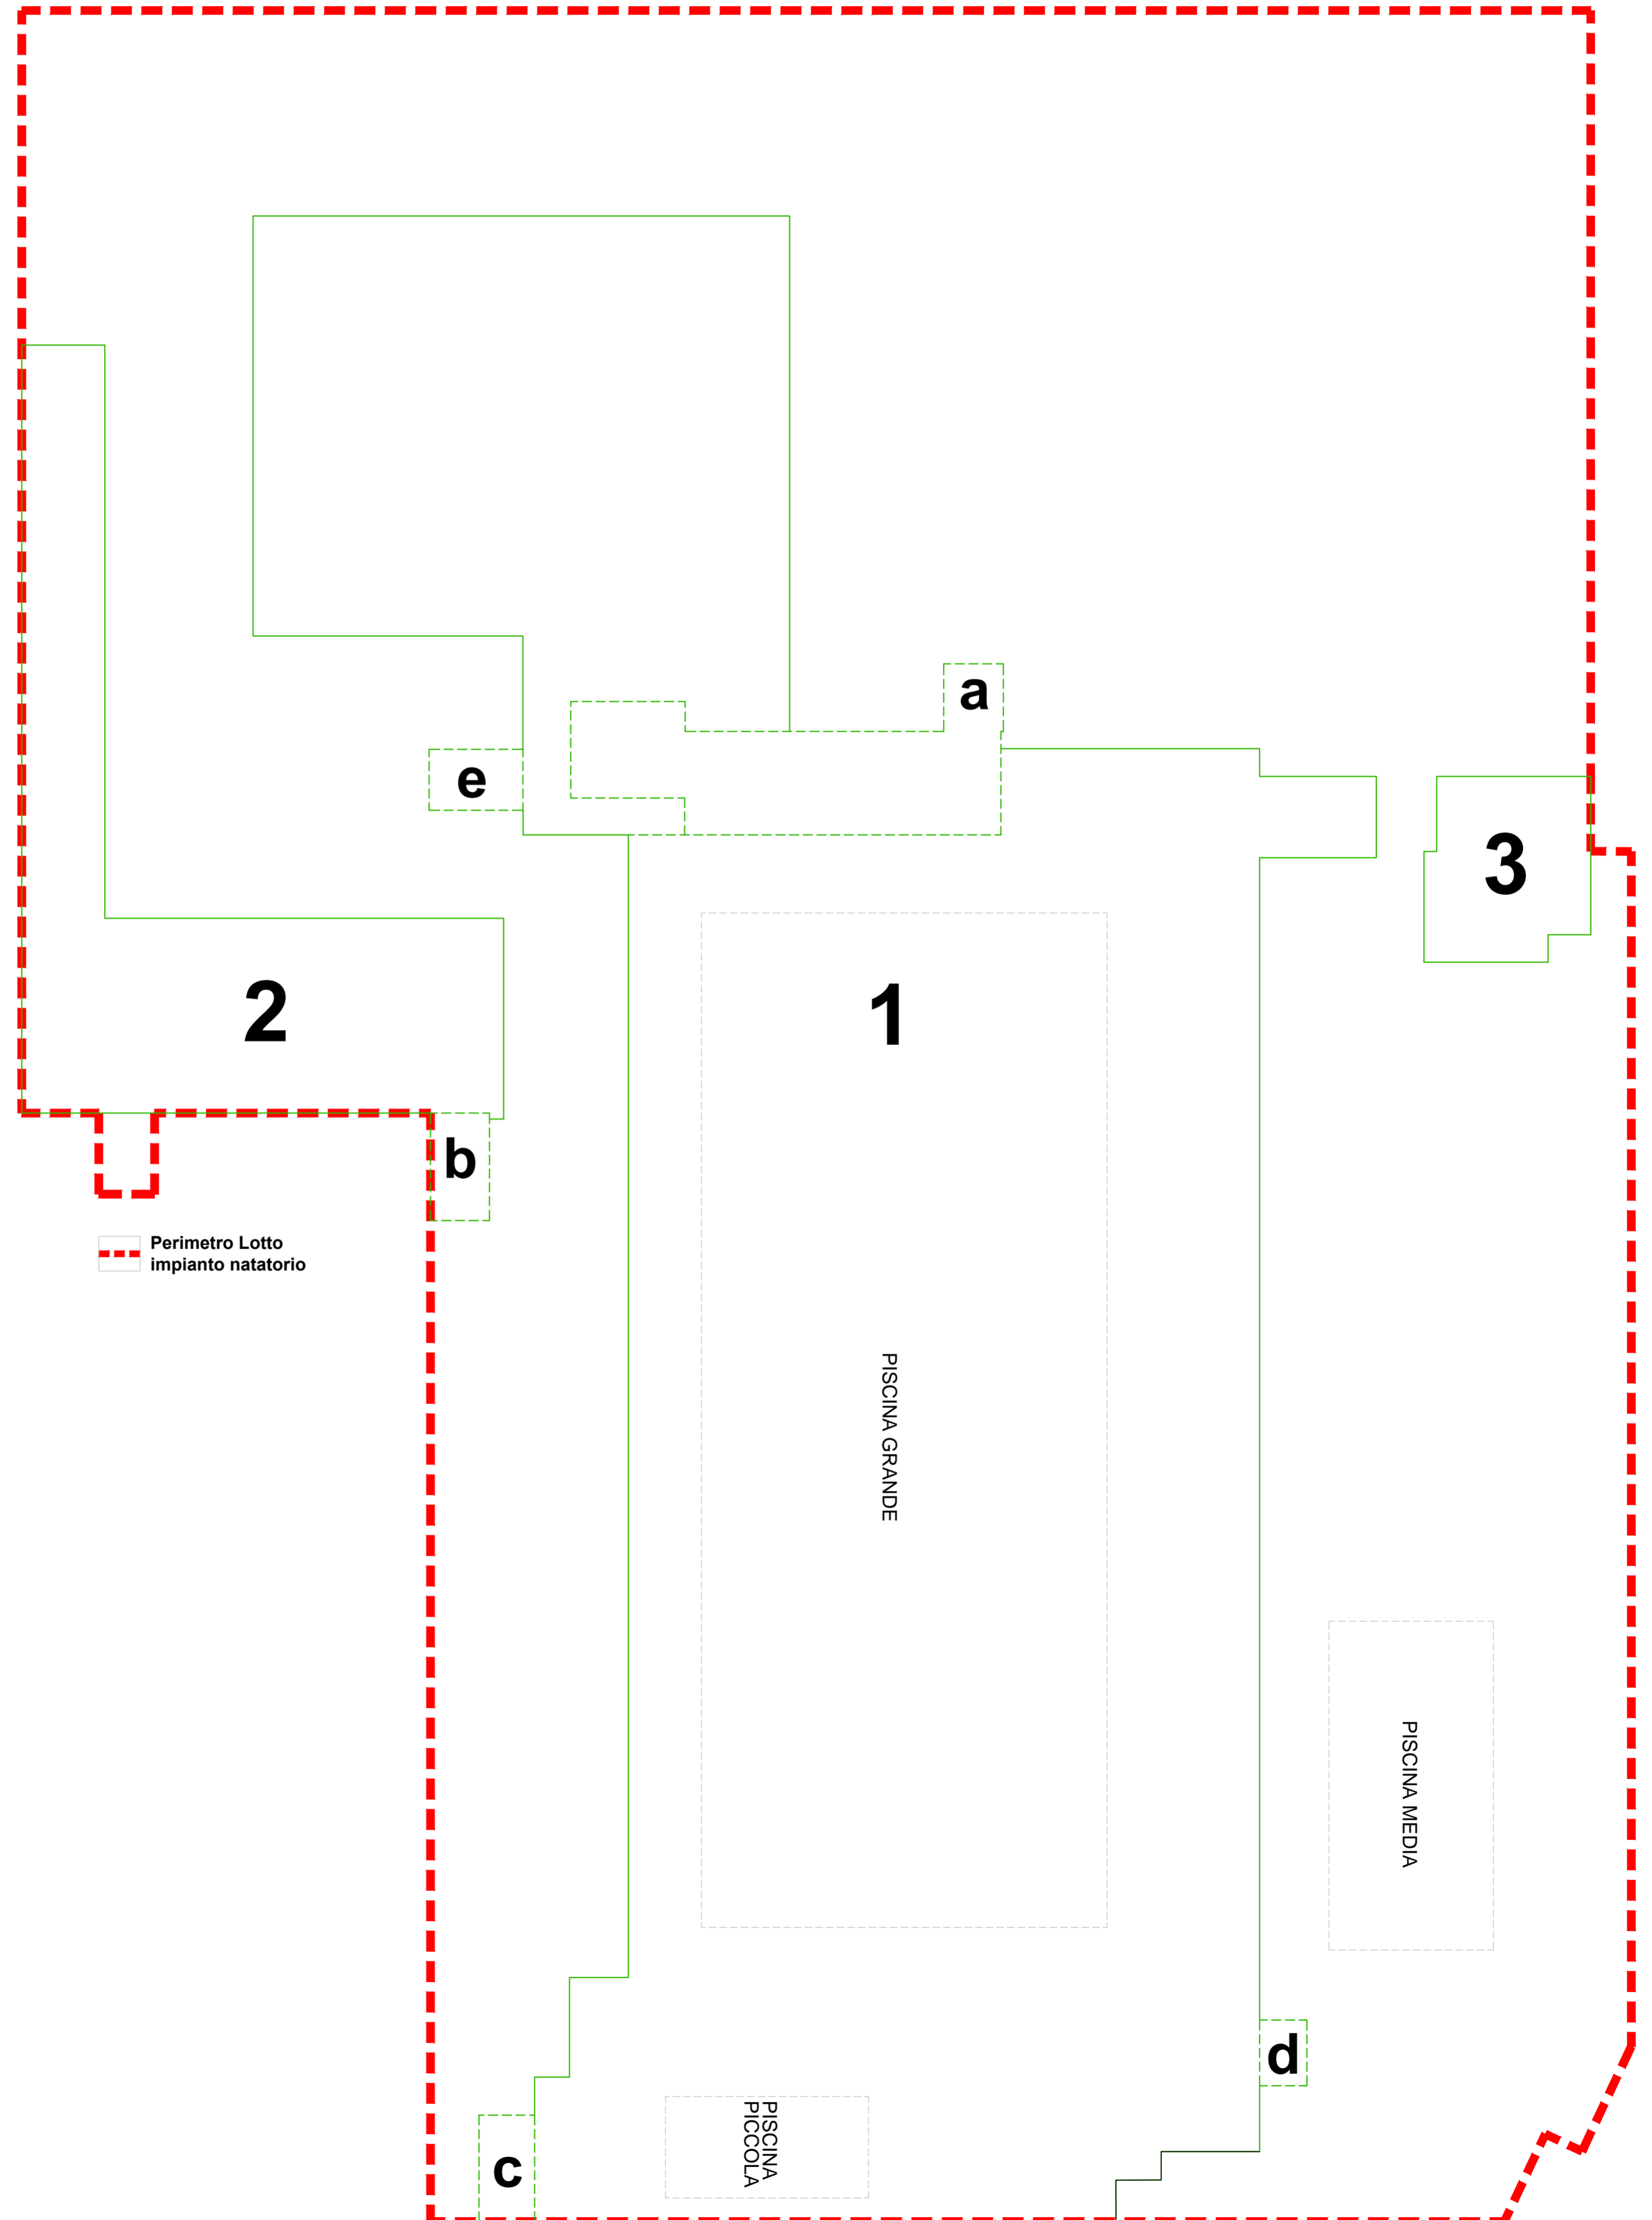 a
e
3
2
1
b
Perimetro Lotto
impianto natatorio
PISCINA GRANDE
PISCINA MEDIA
d
PISCINA
PICCOLA
c